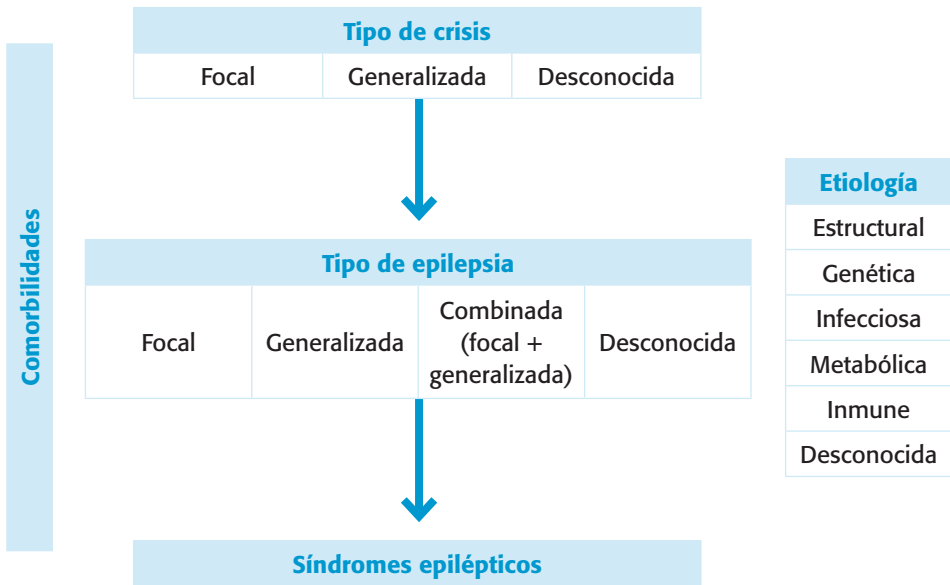 Tipo de crisis
Focal Generalizada Desconocida
Comorbilidades
Tipo de epilepsia
Focal Generalizada Combinada (focal + generalizada) Desconocida
Síndromes epilépticos
Etiología
Estructural
Genética
Infecciosa
Metabólica
Inmune
Desconocida